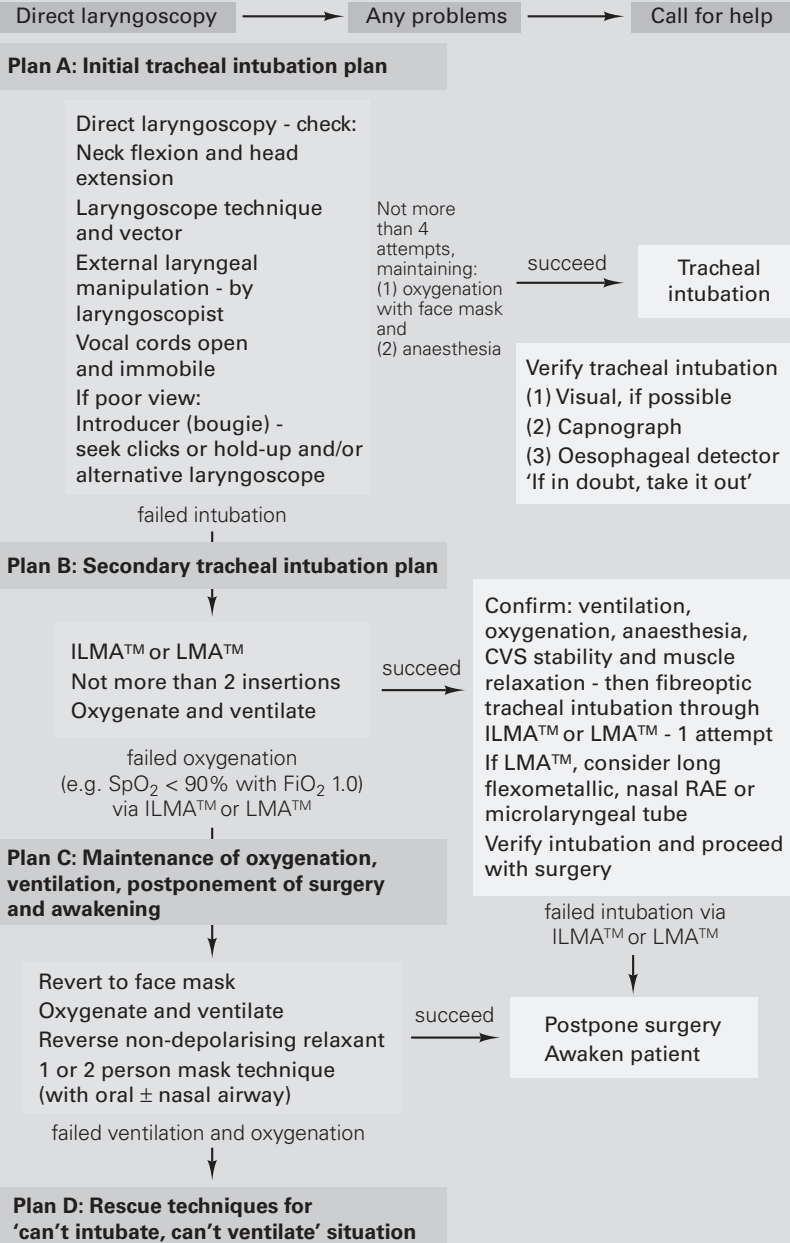 Direct laryngoscopy
Any problems
Call for help
Plan A: Initial tracheal intubation plan
Direct laryngoscopy - check:
Neck flexion and head
extension
Laryngoscope technique
and vector
External laryngeal
manipulation - by
laryngoscopist
Vocal cords open
and immobile
If poor view:
Introducer (bougie) -
seek clicks or hold-up and/or
alternative laryngoscope
Not more
than 4
attempts,
maintaining:
(1) oxygenation
with face mask
and
(2) anaesthesia
succeed
Tracheal
intubation
Verify tracheal intubation
(1) Visual, if possible
(2) Capnograph
(3) Oesophageal detector
‘If in doubt, take it out’
failed intubation
Plan B: Secondary tracheal intubation plan
ILMA™ or LMA™
Not more than 2 insertions
Oxygenate and ventilate
succeed
Confirm: ventilation,
oxygenation, anaesthesia,
CVS stability and muscle
relaxation - then fibreoptic
tracheal intubation through
ILMA™ or LMA™ - 1 attempt
If LMA™, consider long
flexometallic, nasal RAE or
microlaryngeal tube
Verify intubation and proceed
with surgery
failed oxygenation
(e.g. SpO₂ < 90% with FiO₂ 1.0)
via ILMA™ or LMA™
Plan C: Maintenance of oxygenation,
ventilation, postponement of surgery
and awakening
failed intubation via
ILMA™ or LMA™
Revert to face mask
Oxygenate and ventilate
Reverse non-depolarising relaxant
1 or 2 person mask technique
(with oral ± nasal airway)
succeed
Postpone surgery
Awaken patient
failed ventilation and oxygenation
Plan D: Rescue techniques for
‘can't intubate, can't ventilate’ situation